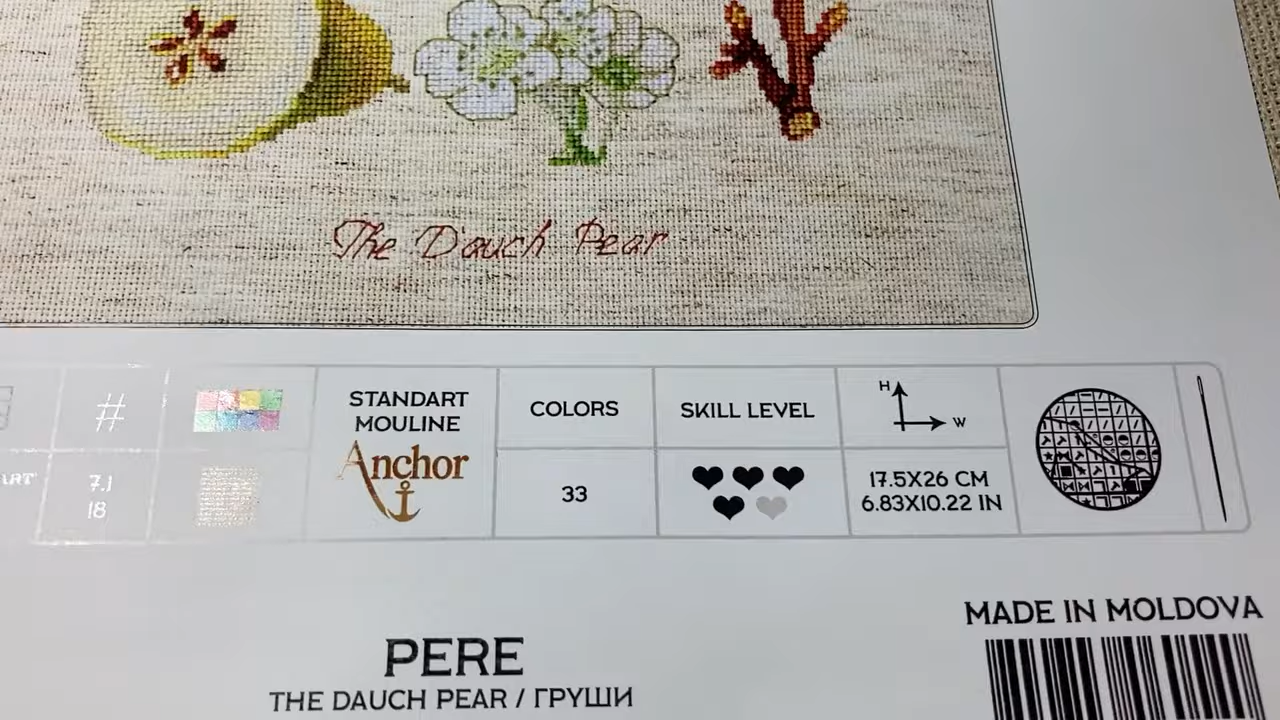 The Dauch Pear
#
7.1
18
STANDART
MOULINE
Anchor
COLORS
33
SKILL LEVEL
H
W
17.5X26 CM
6.83X10.22 IN
MADE IN MOLDOVA
PERE
THE DAUCH PEAR / ГРУШИ